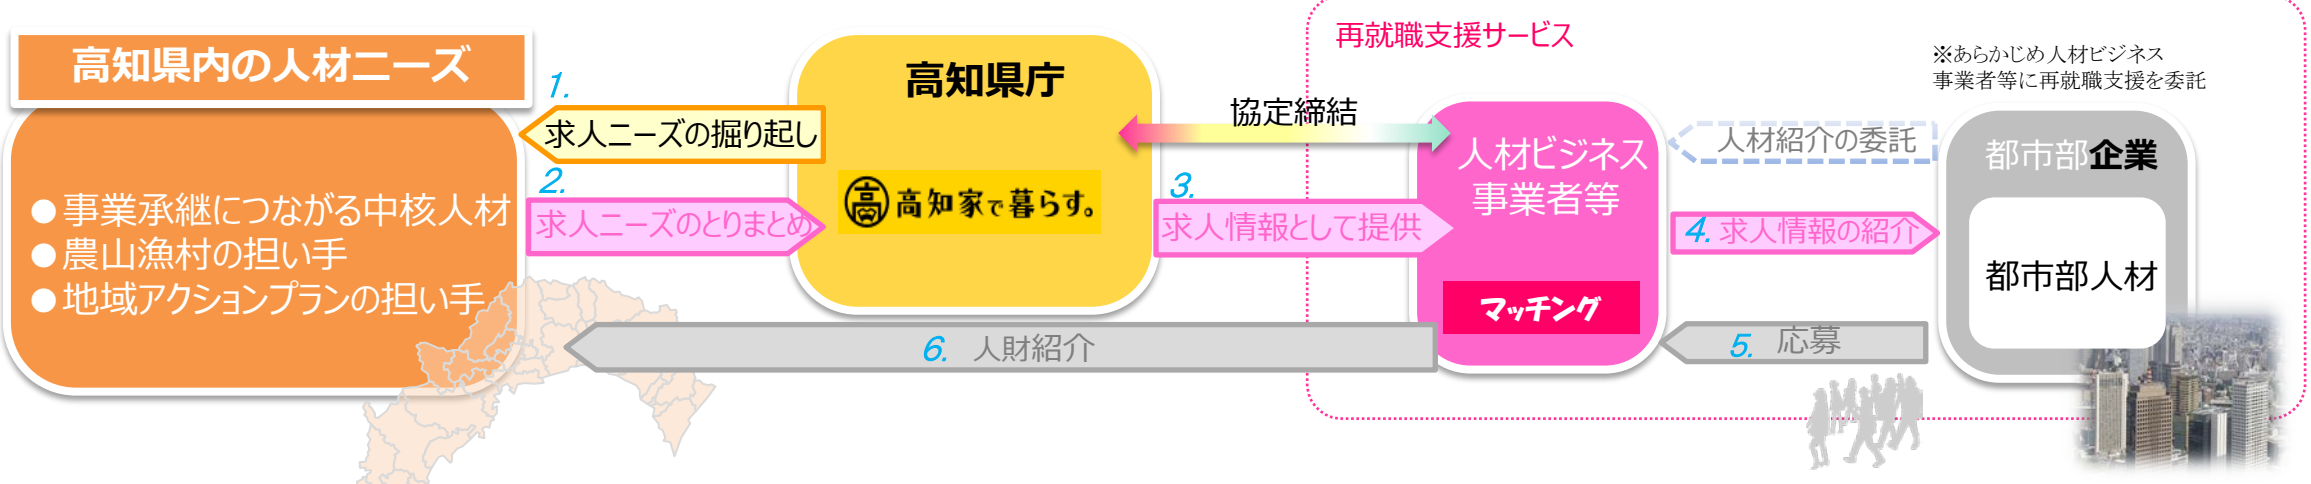 高知県内の人材ニーズ
●事業承継につながる中核人材
●農山漁村の担い手
●地域アクションプランの担い手
1.
求人ニーズの掘り起し
2.
求人ニーズのとりまとめ
高知県庁
高 高知家で暮らす。
協定締結
3.
求人情報として提供
再就職支援サービス
人材ビジネス
事業者等
マッチング
※あらかじめ人材ビジネス
事業者等に再就職支援を委託
人材紹介の委託
4. 求人情報の紹介
都市部企業
都市部人材
5. 応募
6. 人財紹介